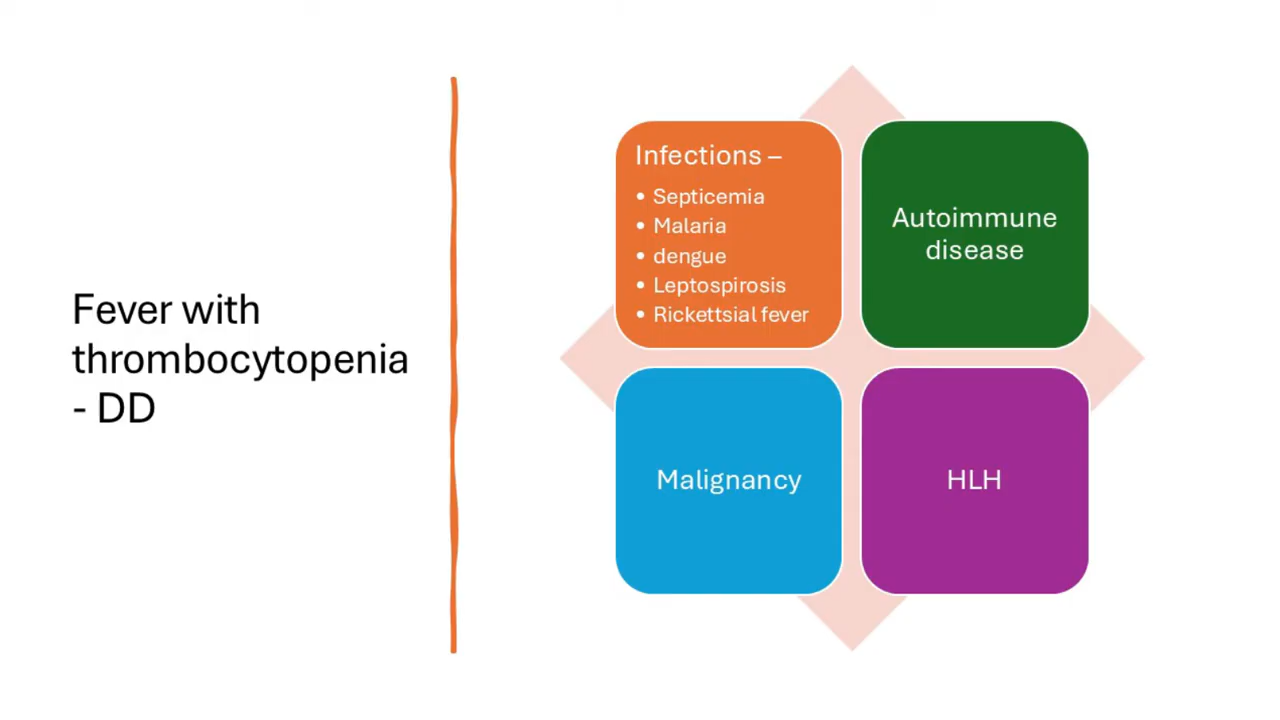 Fever with
thrombocytopenia
- DD
Infections –
• Septicemia
• Malaria
• dengue
• Leptospirosis
• Rickettsial fever
Autoimmune
disease
Malignancy
HLH